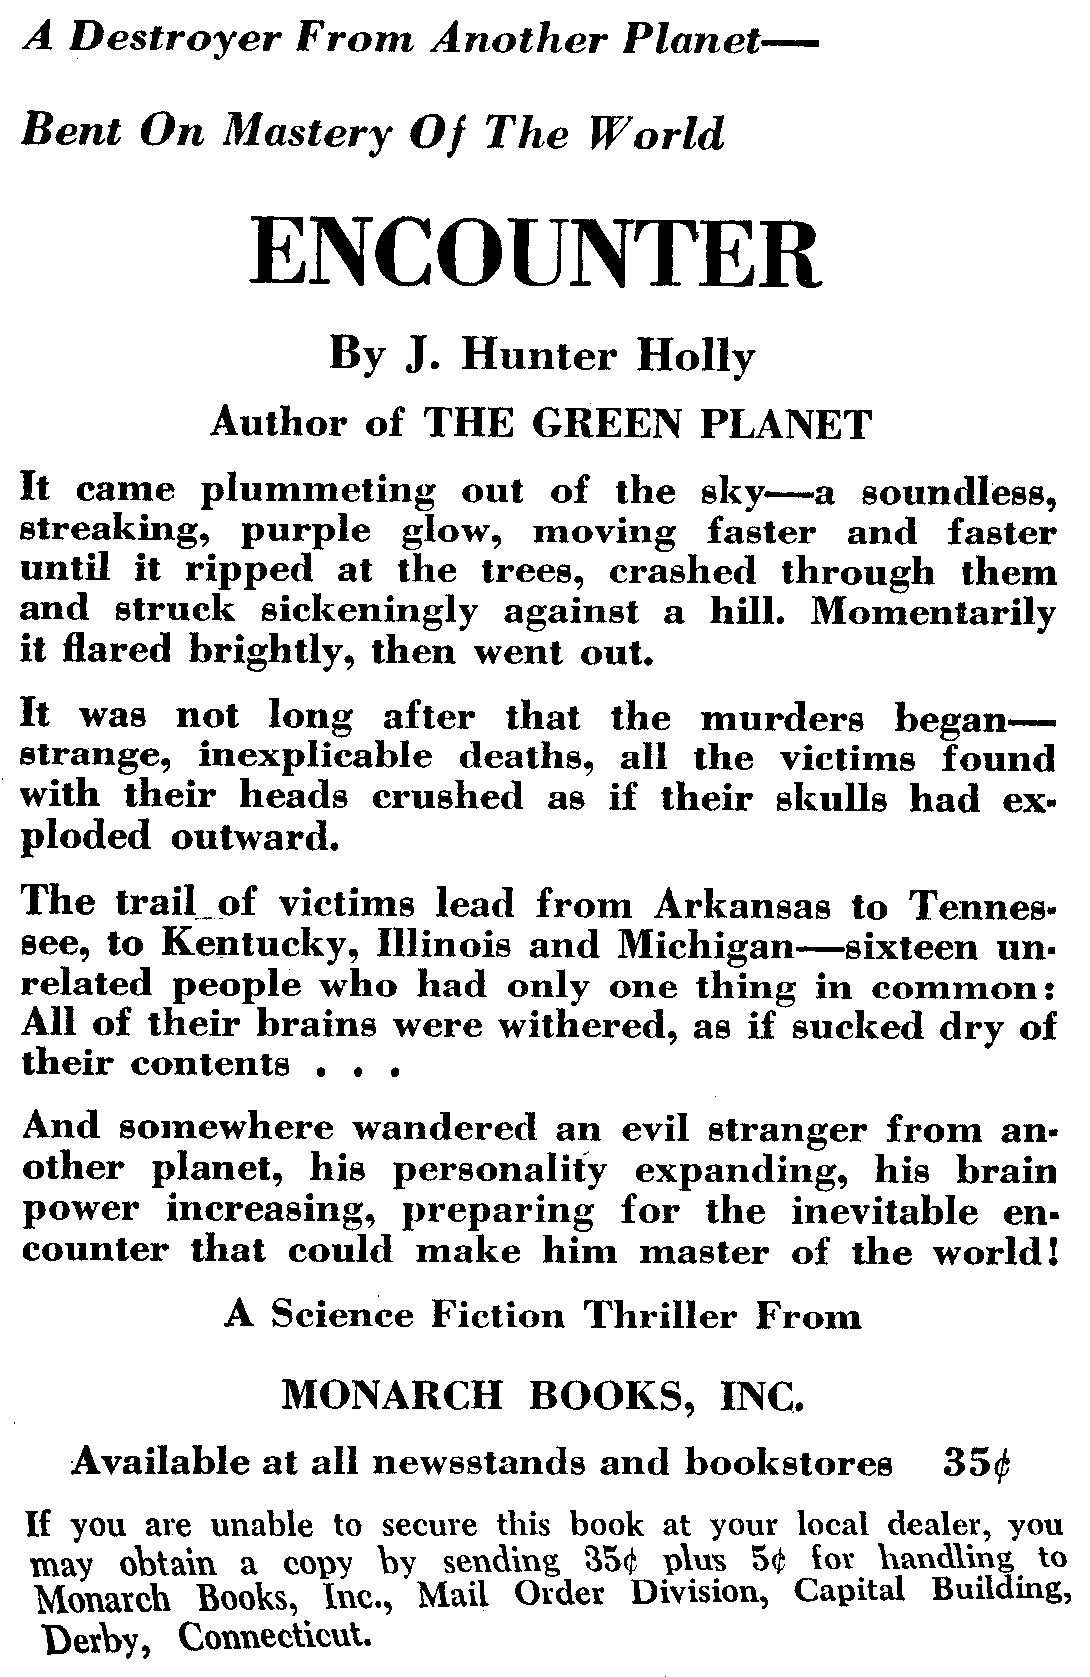 A Destroyer From Another Planet—
Bent On Mastery Of The World
ENCOUNTER
By J. Hunter Holly
Author of THE GREEN PLANET
It came plummeting out of the sky—a soundless,
streaking, purple glow, moving faster and faster
until it ripped at the trees, crashed through them
and struck sickeningly against a hill. Momentarily
it flared brightly, then went out.
It was not long after that the murders began—
strange, inexplicable deaths, all the victims found
with their heads crushed as if their skulls had ex-
ploded outward.
The trail of victims lead from Arkansas to Tennes-
see, to Kentucky, Illinois and Michigan—sixteen un-
related people who had only one thing in common:
All of their brains were withered, as if sucked dry of
their contents . . .
And somewhere wandered an evil stranger from an-
other planet, his personality expanding, his brain
power increasing, preparing for the inevitable en-
counter that could make him master of the world!
A Science Fiction Thriller From
MONARCH BOOKS, INC.
Available at all newsstands and bookstores 35¢
If you are unable to secure this book at your local dealer, you
may obtain a copy by sending 35¢ plus 5¢ for handling to
Monarch Books, Inc., Mail Order Division, Capital Building,
Derby, Connecticut.